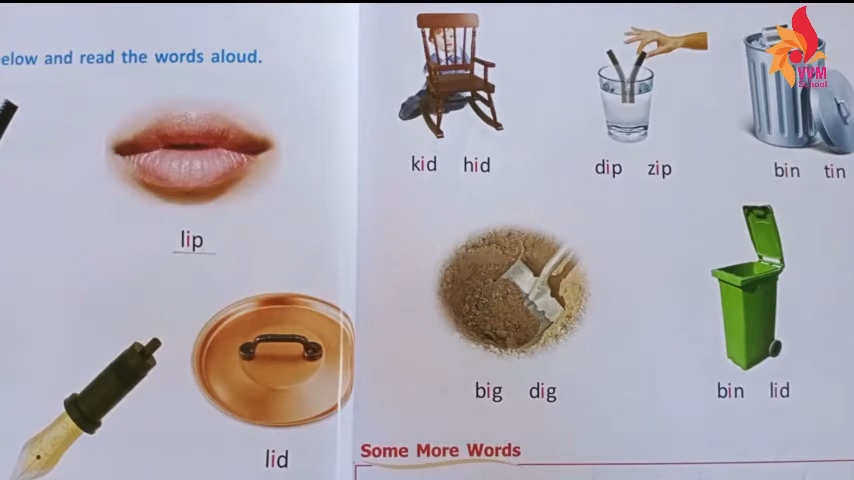 elow and read the words aloud.
lip
lid
kid hid
dip zip
bin tin
big dig
bin lid
Some More Words
VVM
School